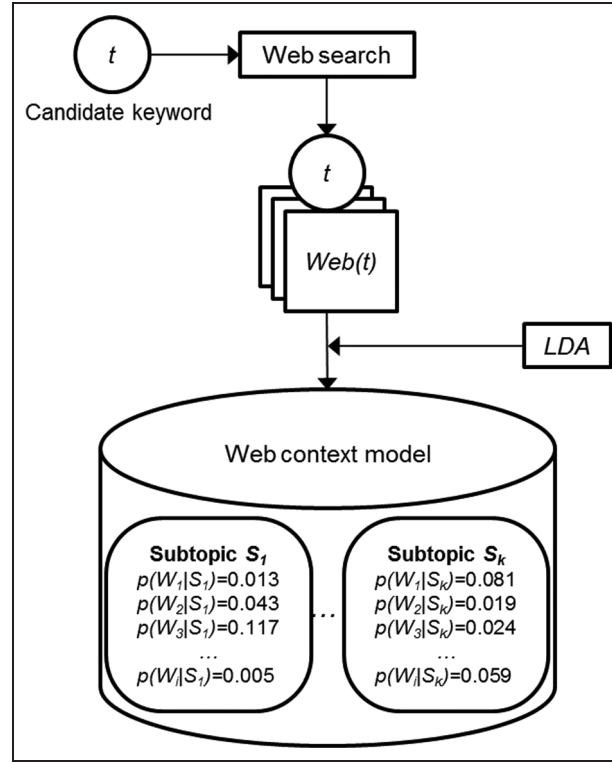 t
Web search
Candidate keyword
t
Web(t)
LDA
Web context model
Subtopic S1
p(W1|S1)=0.013
p(W2|S1)=0.043
p(W3|S1)=0.117
...
p(Wi|S1)=0.005
...
Subtopic Sk
p(W1|Sk)=0.081
p(W2|Sk)=0.019
p(W3|Sk)=0.024
...
p(Wi|Sk)=0.059